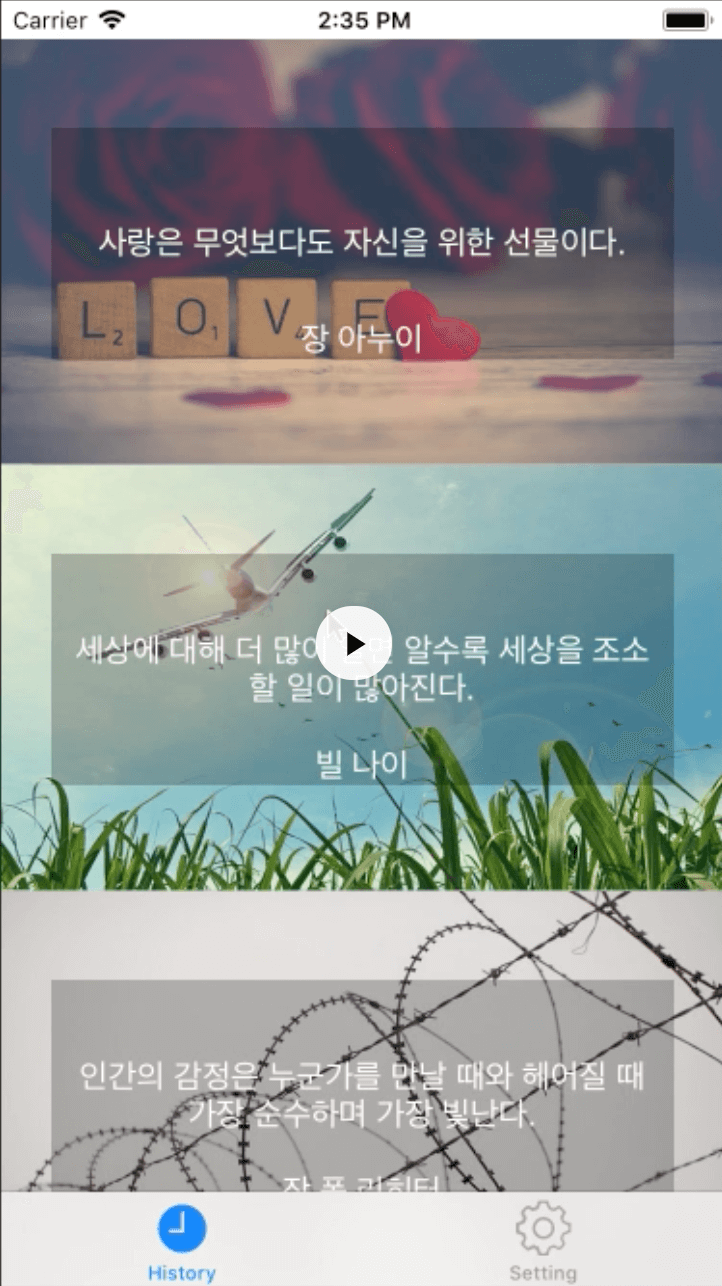 Carrier 2:35 PM
사랑은 무엇보다도 자신을 위한 선물이다.
L2 O1 V4 E
장 아누이
세상에 대해 더 많이 알수록 세상을 조소
할 일이 많아진다.
빌 나이
인간의 감정은 누군가를 만날 때와 헤어질 때
가장 순수하며 가장 빛난다.
장 폴 리히터
History Setting